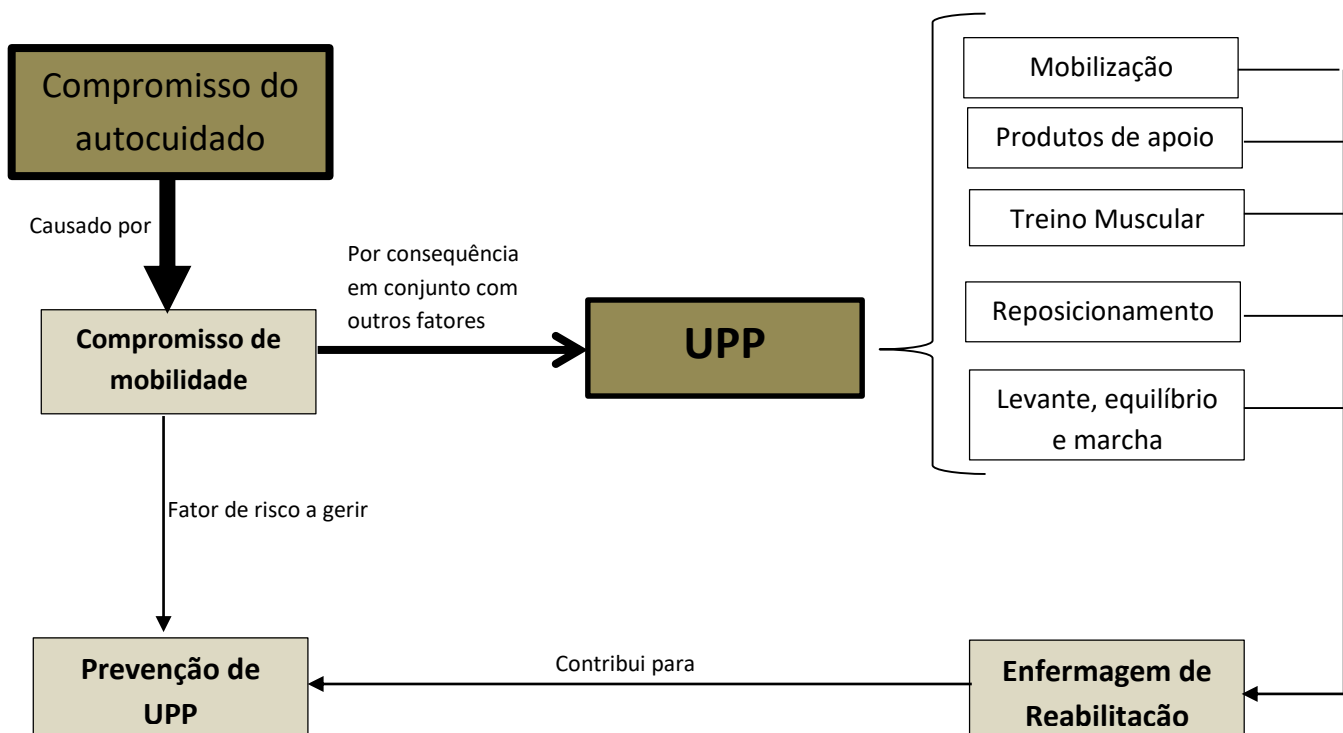 Compromisso do
autocuidado
Causado por
Compromisso de
mobilidade
Por consequência
em conjunto com
outros fatores
UPP
Mobilização
Produtos de apoio
Treino Muscular
Reposicionamento
Levante, equilíbrio
e marcha
Fator de risco a gerir
Prevenção de
UPP
Contribui para
Enfermagem de
Reabilitação